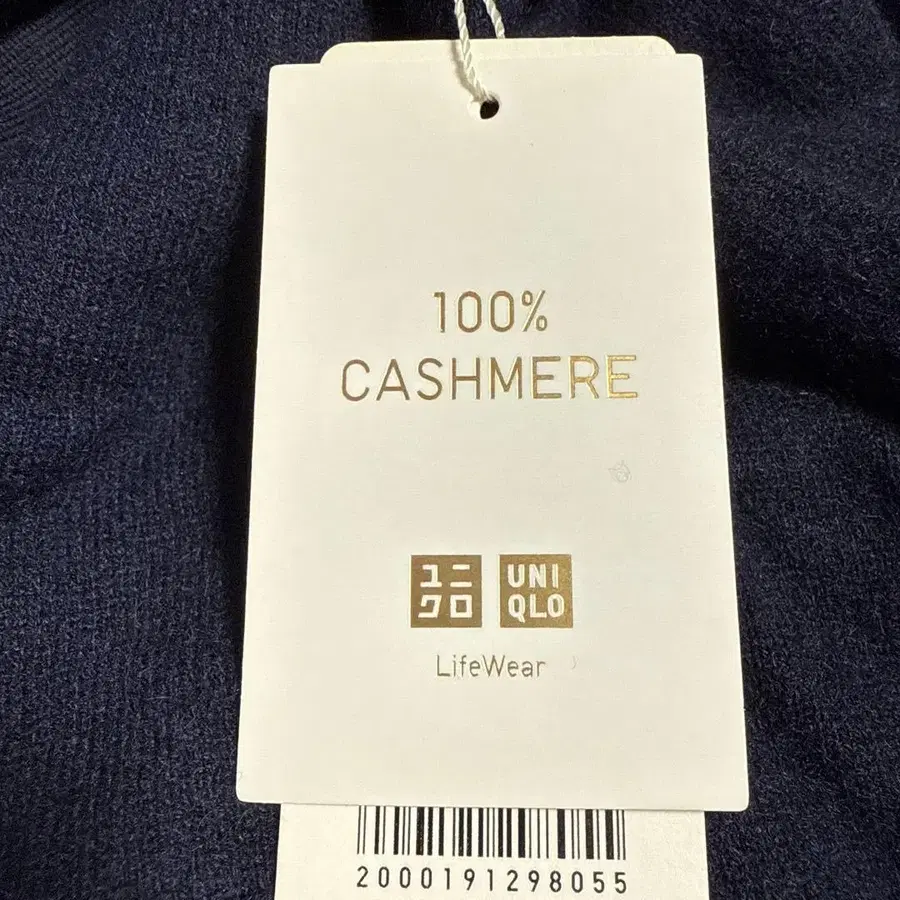 100%
CASHMERE
ユニ UNI
クロ QLO
LifeWear
2000191298055